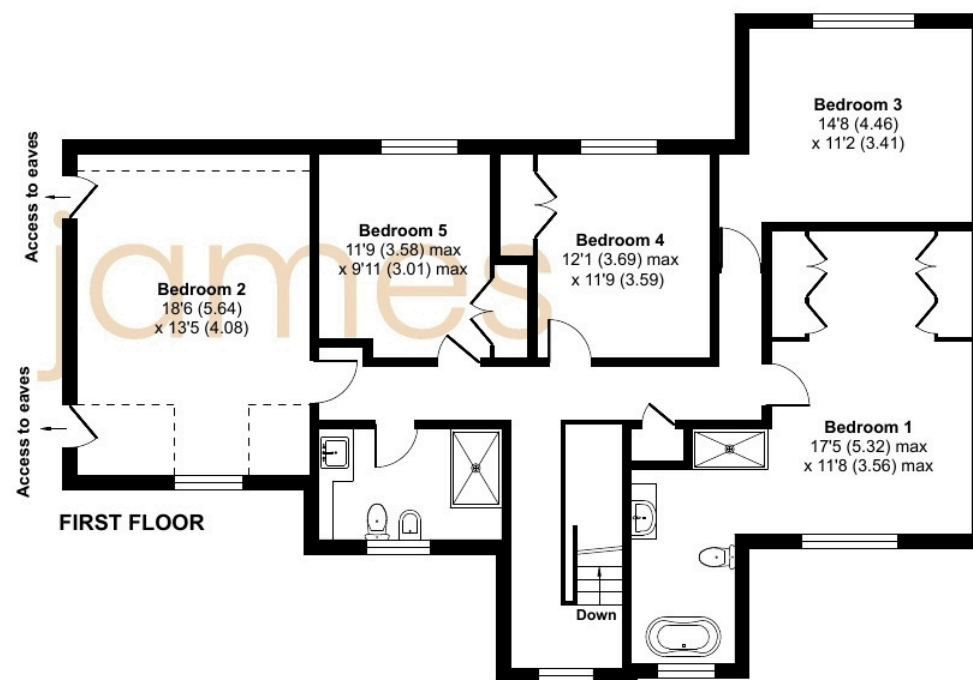 Bedroom 3
14'8 (4.46)
x 11'2 (3.41)
Access to eaves
james
Bedroom 5
11'9 (3.58) max
x 9'11 (3.01) max
Bedroom 4
12'1 (3.69) max
x 11'9 (3.59)
Bedroom 2
18'6 (5.64)
x 13'5 (4.08)
Access to eaves
Bedroom 1
17'5 (5.32) max
x 11'8 (3.56) max
FIRST FLOOR
Down